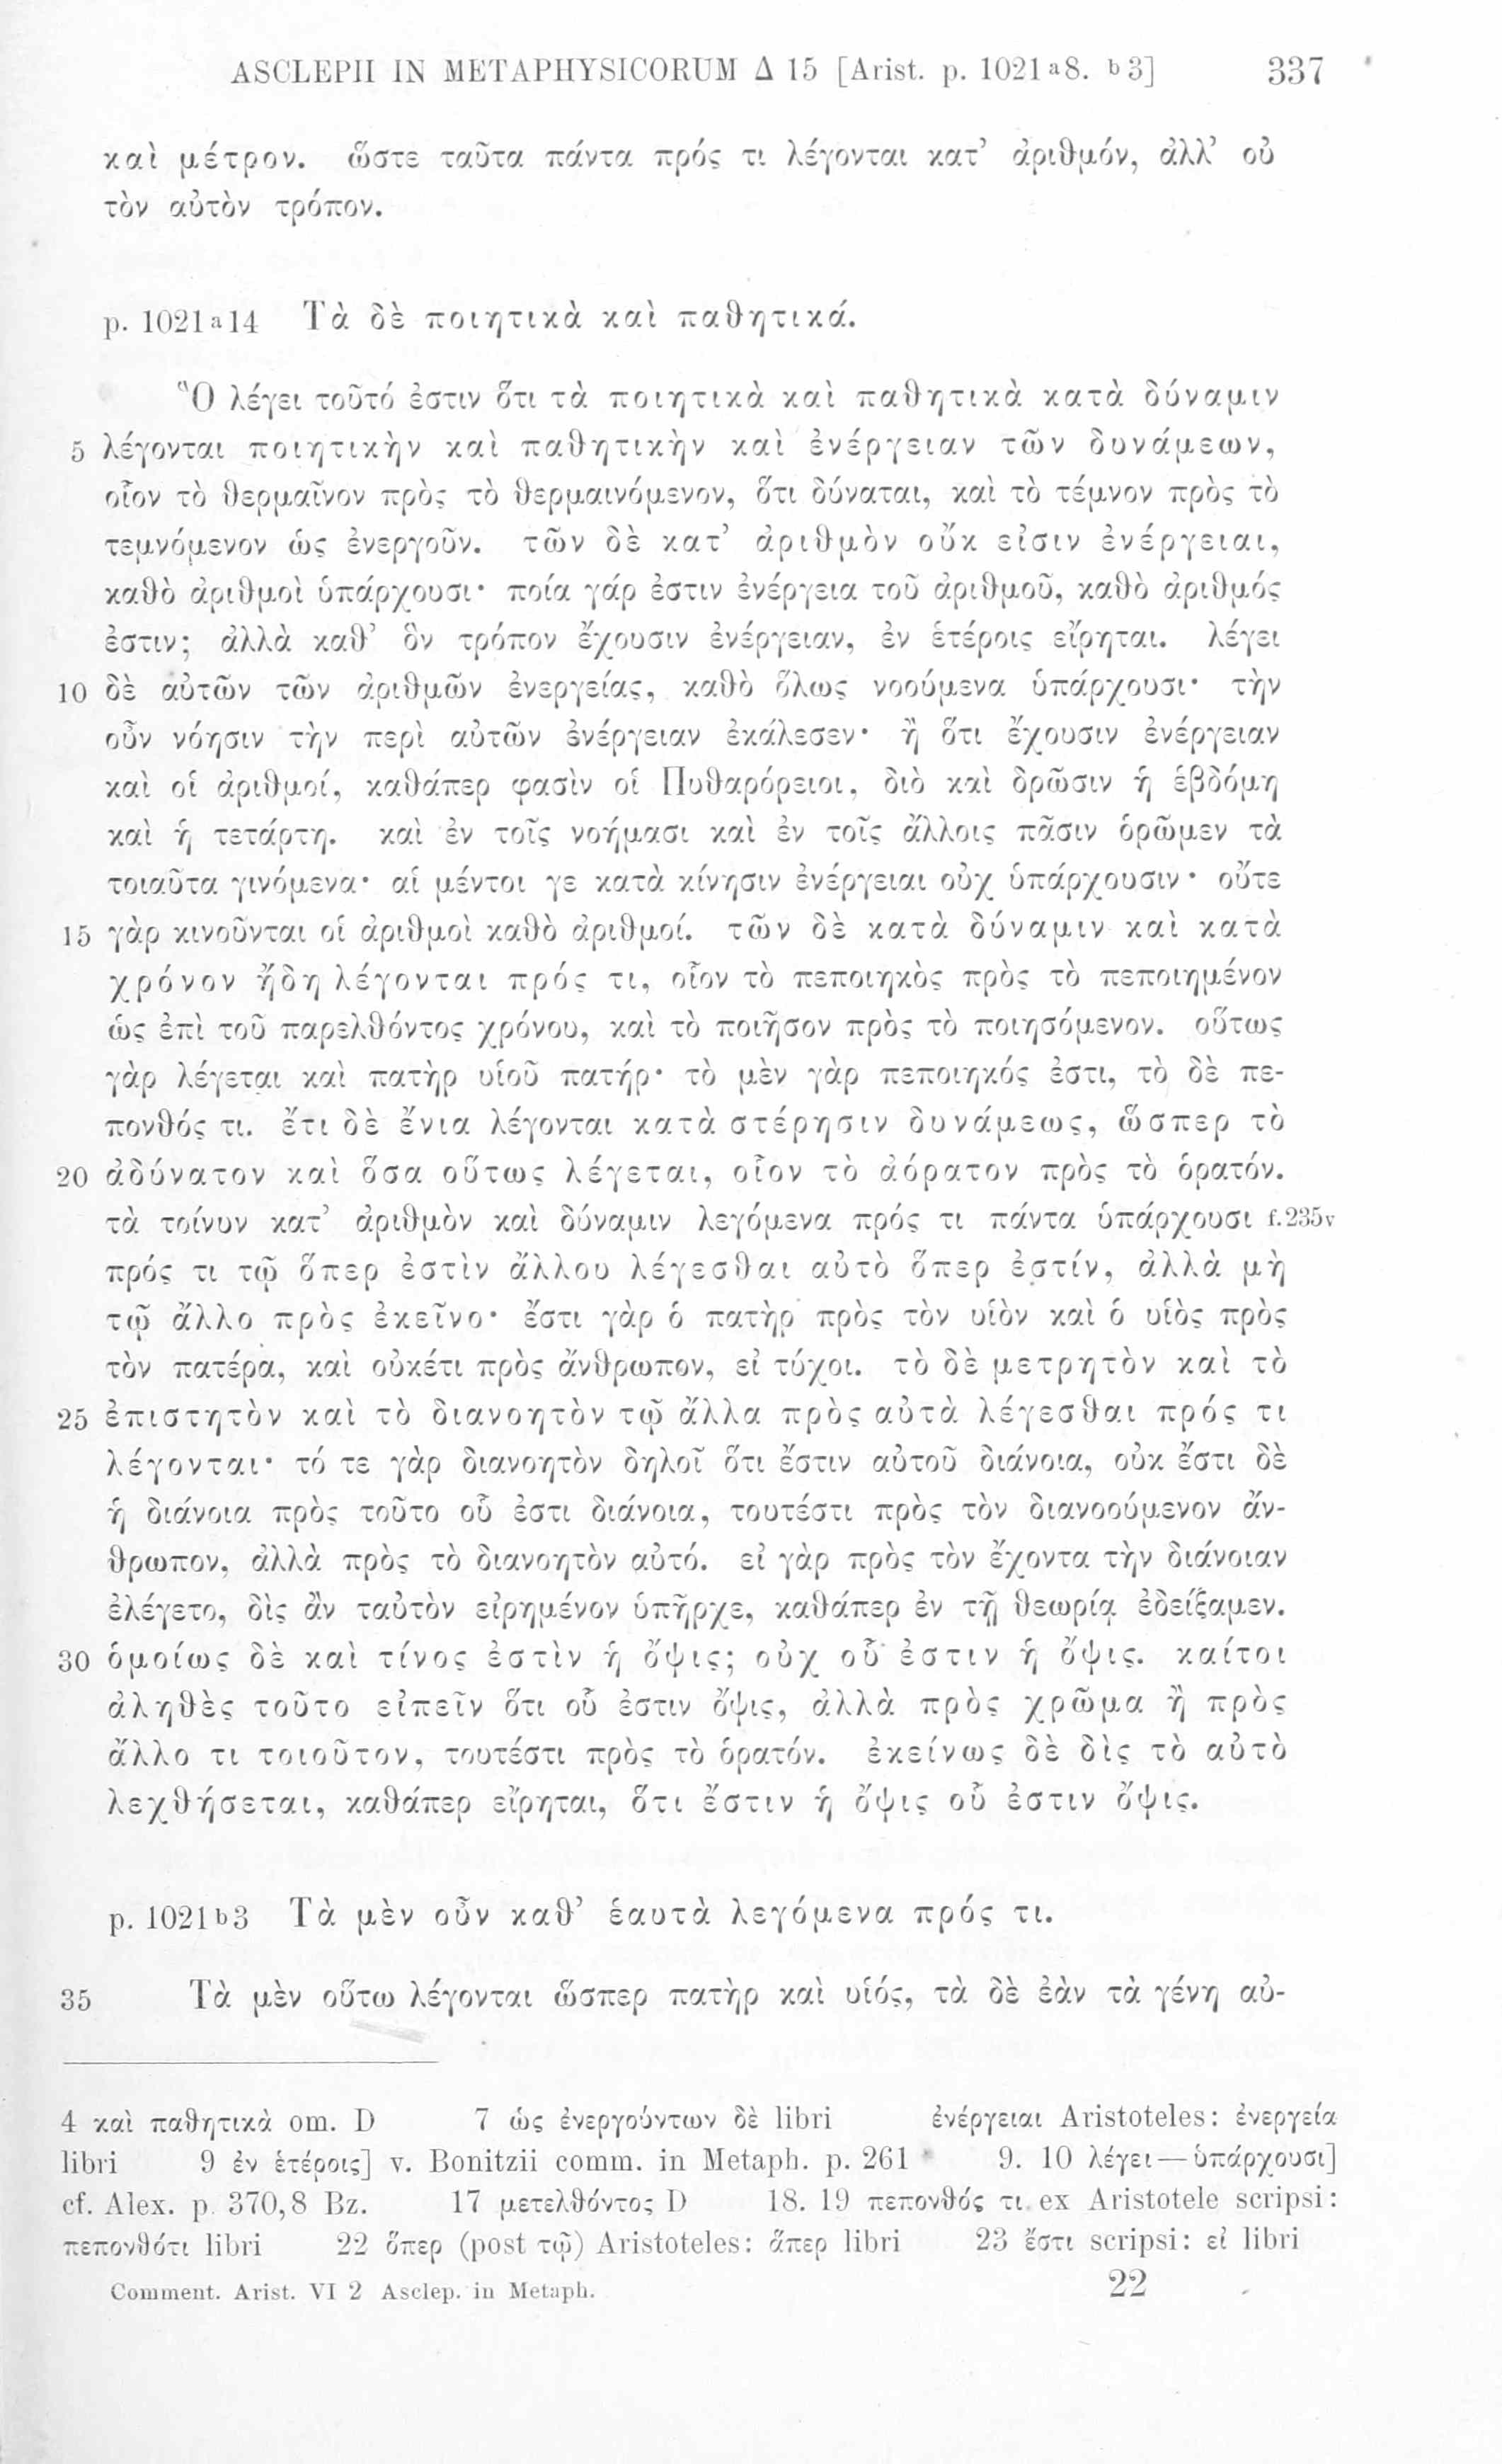 ASCLEPII IN METAPHYSICORUM Δ 15 [Arist. p. 1021 a 8. b 3] 337
καὶ μέτρον. ὥστε ταῦτα πάντα πρός τι λέγονται κατ’ ἀριθμόν, ἀλλ’ οὐ
τὸν αὐτὸν τρόπον.
p. 1021 a 14 Τὰ δὲ ποιητικὰ καὶ παθητικά.
Ὃ λέγει τοῦτό ἐστιν ὅτι τὰ ποιητικὰ καὶ παθητικὰ κατὰ δύναμιν
5 λέγονται ποιητικὴν καὶ παθητικὴν καὶ ἐνέργειαν τῶν δυνάμεων,
οἷον τὸ θερμαῖνον πρὸς τὸ θερμαινόμενον, ὅτι δύναται, καὶ τὸ τέμνον πρὸς τὸ
τεμνόμενον ὡς ἐνεργοῦν. τῶν δὲ κατ’ ἀριθμὸν οὔκ εἰσιν ἐνέργειαι,
καθὸ ἀριθμοὶ ὑπάρχουσι· ποία γάρ ἐστιν ἐνέργεια τοῦ ἀριθμοῦ, καθὸ ἀριθμός
ἐστιν; ἀλλὰ καθ’ ὃν τρόπον ἔχουσιν ἐνέργειαν, ἐν ἑτέροις εἴρηται. λέγει
10 δὲ αὐτῶν τῶν ἀριθμῶν ἐνεργείας, καθὸ ὅλως νοούμενα ὑπάρχουσι· τὴν
οὖν νόησιν τὴν περὶ αὐτῶν ἐνέργειαν ἐκάλεσεν· ἢ ὅτι ἔχουσιν ἐνέργειαν
καὶ οἱ ἀριθμοί, καθάπερ φασὶν οἱ Πυθαρόρειοι, διὸ καὶ δρῶσιν ἡ ἑβδόμη
καὶ ἡ τετάρτη. καὶ ἐν τοῖς νοήμασι καὶ ἐν τοῖς ἄλλοις πᾶσιν ὁρῶμεν τὰ
τοιαῦτα γινόμενα· αἱ μέντοι γε κατὰ κίνησιν ἐνέργειαι οὐχ ὑπάρχουσιν· οὔτε
15 γὰρ κινοῦνται οἱ ἀριθμοὶ καθὸ ἀριθμοί. τῶν δὲ κατὰ δύναμιν καὶ κατὰ
χρόνον ἤδη λέγονται πρός τι, οἷον τὸ πεποιηκὸς πρὸς τὸ πεποιημένον
ὡς ἐπὶ τοῦ παρελθόντος χρόνου, καὶ τὸ ποιῆσον πρὸς τὸ ποιησόμενον. οὕτως
γὰρ λέγεται καὶ πατὴρ υἱοῦ πατήρ· τὸ μὲν γὰρ πεποιηκός ἐστι, τὸ δὲ πε-
πονθός τι. ἔτι δὲ ἔνια λέγονται κατὰ στέρησιν δυνάμεως, ὥσπερ τὸ
20 ἀδύνατον καὶ ὅσα οὕτως λέγεται, οἷον τὸ ἀόρατον πρὸς τὸ ὁρατόν.
τὰ τοίνυν κατ’ ἀριθμὸν καὶ δύναμιν λεγόμενα πρός τι πάντα ὑπάρχουσι f.235v
πρός τι τῷ ὅπερ ἐστὶν ἄλλου λέγεσθαι αὐτὸ ὅπερ ἐστίν, ἀλλὰ μὴ
τῷ ἄλλο πρὸς ἐκεῖνο· ἔστι γὰρ ὁ πατὴρ πρὸς τὸν υἱὸν καὶ ὁ υἱὸς πρὸς
τὸν πατέρα, καὶ οὐκέτι πρὸς ἄνθρωπον, εἰ τύχοι. τὸ δὲ μετρητὸν καὶ τὸ
25 ἐπιστητὸν καὶ τὸ διανοητὸν τῷ ἄλλα πρὸς αὐτὰ λέγεσθαι πρός τι
λέγονται· τό τε γὰρ διανοητὸν δηλοῖ ὅτι ἔστιν αὐτοῦ διάνοια, οὐκ ἔστι δὲ
ἡ διάνοια πρὸς τοῦτο οὗ ἐστι διάνοια, τουτέστι πρὸς τὸν διανοούμενον ἄν-
θρωπον, ἀλλὰ πρὸς τὸ διανοητὸν αὐτό. εἰ γὰρ πρὸς τὸν ἔχοντα τὴν διάνοιαν
ἐλέγετο, δὶς ἂν ταὐτὸν εἰρημένον ὑπῆρχε, καθάπερ ἐν τῇ θεωρίᾳ ἐδείξαμεν.
30 ὁμοίως δὲ καὶ τίνος ἐστὶν ἡ ὄψις; οὐχ οὗ ἐστιν ἡ ὄψις. καίτοι
ἀληθὲς τοῦτο εἰπεῖν ὅτι οὗ ἐστιν ὄψις, ἀλλὰ πρὸς χρῶμα ἢ πρὸς
ἄλλο τι τοιοῦτον, τουτέστι πρὸς τὸ ὁρατόν. ἐκείνως δὲ δὶς τὸ αὐτὸ
λεχθήσεται, καθάπερ εἴρηται, ὅτι ἔστιν ἡ ὄψις οὗ ἐστιν ὄψις.
p. 1021 b 3 Τὰ μὲν οὖν καθ’ ἑαυτὰ λεγόμενα πρός τι.
35 Τὰ μὲν οὕτω λέγονται ὥσπερ πατὴρ καὶ υἱός, τὰ δὲ ἐὰν τὰ γένη αὐ-
4 καὶ παθητικὰ om. D 7 ὡς ἐνεργούντων δὲ libri ἐνέργειαι Aristoteles: ἐνεργείᾳ
libri 9 ἐν ἑτέροις] v. Bonitzii comm. in Metaph. p. 261 9. 10 λέγει — ὑπάρχουσι]
cf. Alex. p. 370,8 Bz. 17 μετελθόντος D 18. 19 πεπονθός τι ex Aristotele scripsi:
πεπονθότι libri 22 ὅπερ (post τῷ) Aristoteles: ἅπερ libri 23 ἔστι scripsi: εἰ libri
Comment. Arist. VI 2 Asclep. in Metaph. 22